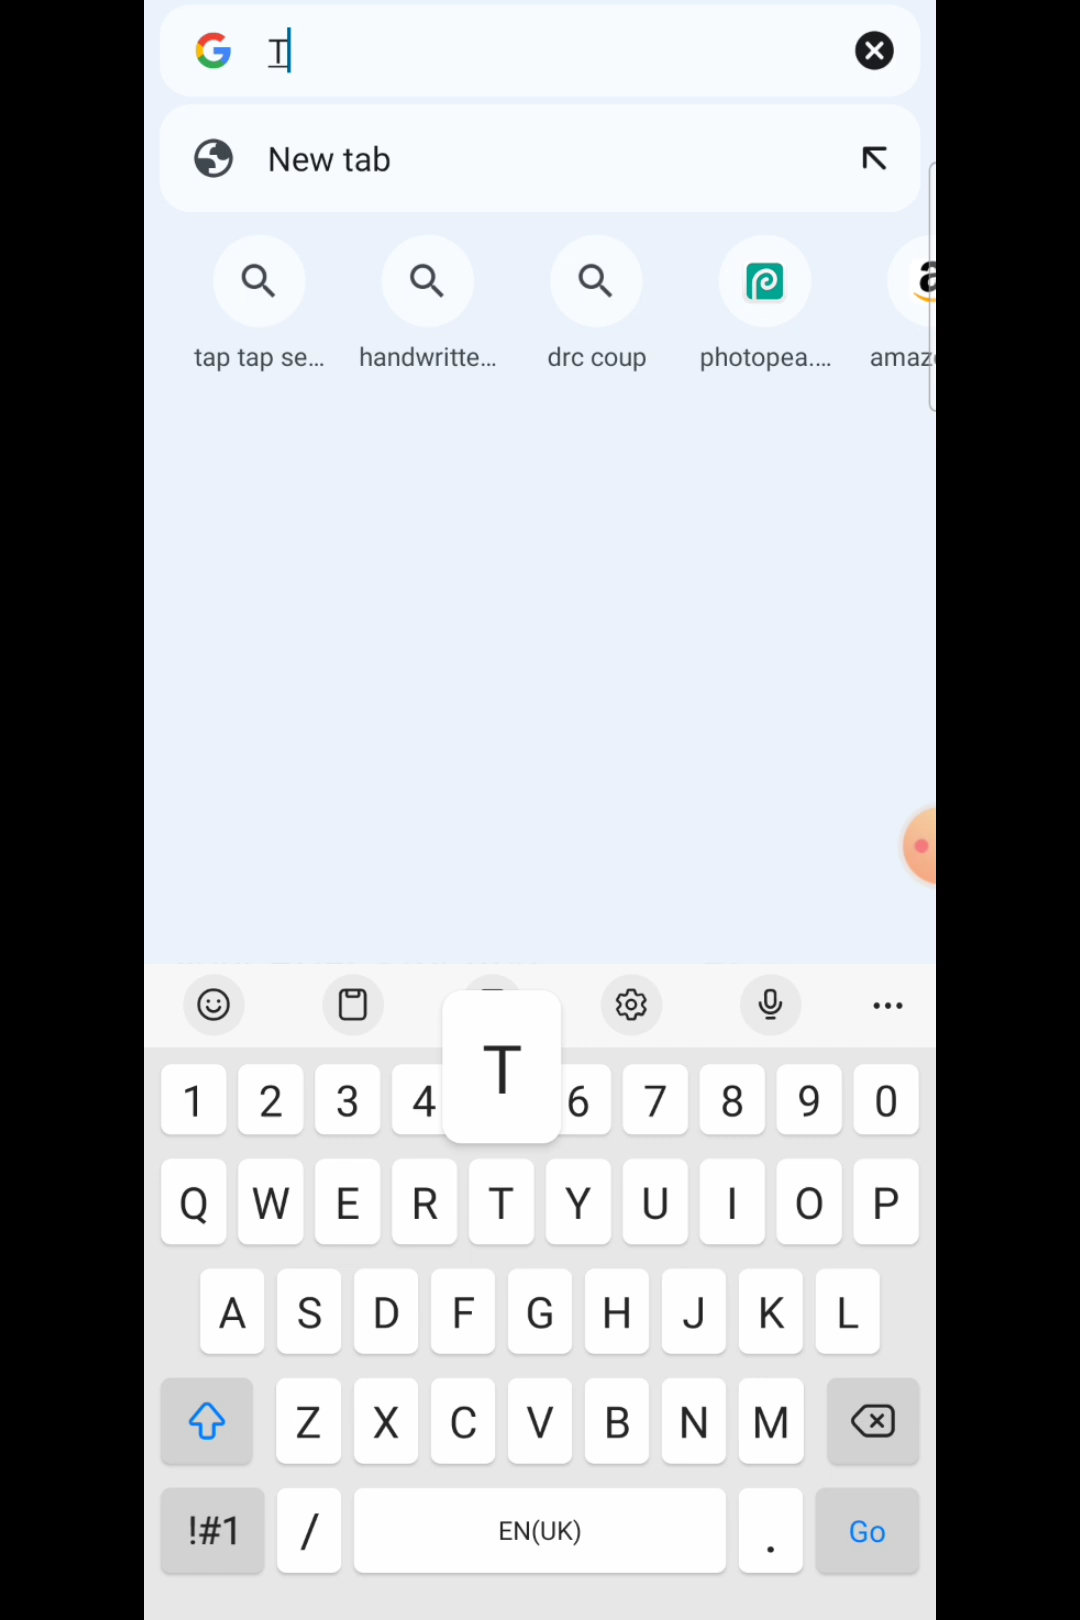 T
New tab
tap tap se...
handwritte...
drc coup
photopea....
T
1 2 3 4 6 7 8 9 0
Q W E R T Y U I O P
A S D F G H J K L
Z X C V B N M
!#1 / EN(UK) . Go